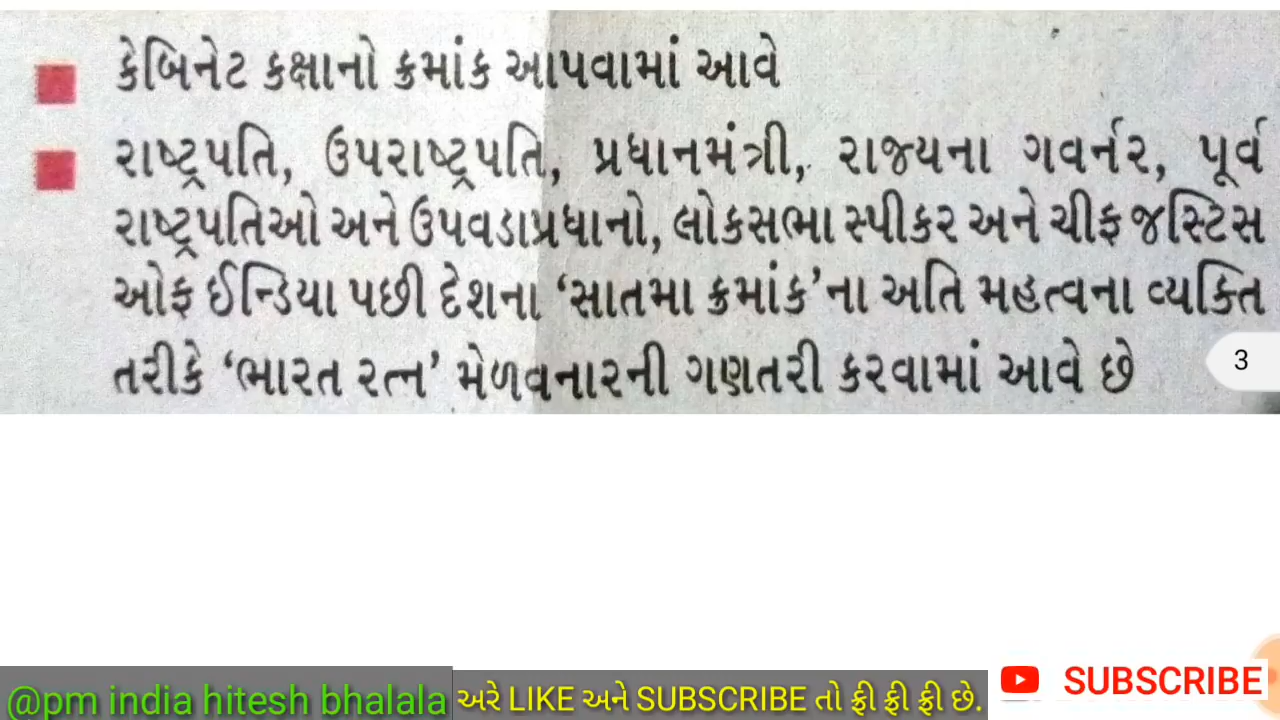 કેબિનેટ કક્ષાનો ક્રમાંક આપવામાં આવે
રાષ્ટ્રપતિ, ઉપરાષ્ટ્રપતિ, પ્રધાનમંત્રી, રાજ્યના ગવર્નર, પૂર્વ
રાષ્ટ્રપતિઓ અને ઉપવડાપ્રધાનો, લોકસભા સ્પીકર અને ચીફ જસ્ટિસ
ઓફ ઈન્ડિયા પછી દેશના ‘સાતમા ક્રમાંક’ના અતિ મહત્વના વ્યક્તિ
તરીકે ‘ભારત રત્ન’ મેળવનારની ગણતરી કરવામાં આવે છે
3
@pm india hitesh bhalala અરે LIKE અને SUBSCRIBE તો ફ્રી ફ્રી ફ્રી છે.
SUBSCRIBE